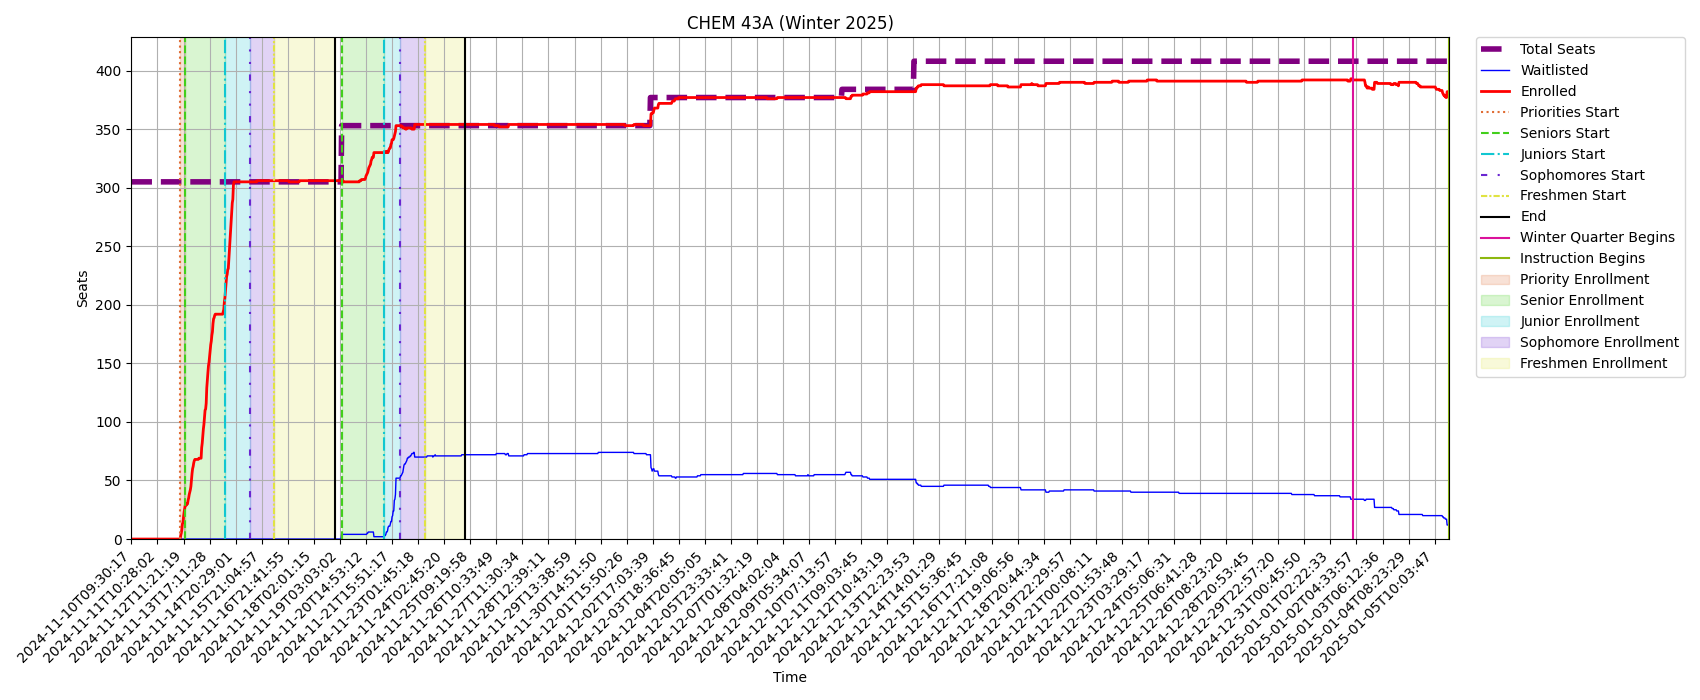 CHEM 43A (Winter 2025)
Seats
400
350
300
250
200
150
100
50
0
2024-11-10T09:30:17
2024-11-11T10:28:02
2024-11-12T11:21:19
2024-11-13T17:11:28
2024-11-14T20:29:01
2024-11-15T21:04:57
2024-11-16T21:41:55
2024-11-18T02:01:15
2024-11-19T03:03:02
2024-11-20T14:53:12
2024-11-21T15:51:17
2024-11-23T01:45:18
2024-11-24T02:45:20
2024-11-25T09:19:58
2024-11-26T10:33:49
2024-11-27T11:30:34
2024-11-28T12:39:11
2024-11-29T13:38:59
2024-11-30T14:51:50
2024-12-01T15:50:26
2024-12-02T17:03:39
2024-12-03T18:36:45
2024-12-04T20:05:05
2024-12-05T23:33:41
2024-12-07T01:32:19
2024-12-08T04:02:04
2024-12-09T05:34:07
2024-12-10T07:13:57
2024-12-11T09:03:45
2024-12-12T10:43:19
2024-12-13T12:23:53
2024-12-14T14:01:29
2024-12-15T15:36:45
2024-12-16T17:21:08
2024-12-17T19:06:56
2024-12-18T20:44:34
2024-12-19T22:29:57
2024-12-21T00:08:11
2024-12-22T01:53:48
2024-12-23T03:29:17
2024-12-24T05:06:31
2024-12-25T06:41:28
2024-12-26T08:23:20
2024-12-28T20:53:45
2024-12-29T22:57:20
2024-12-31T00:45:50
2025-01-01T02:22:33
2025-01-02T04:33:57
2025-01-03T06:12:36
2025-01-04T08:23:29
2025-01-05T10:03:47
Time
Total Seats
Waitlisted
Enrolled
Priorities Start
Seniors Start
Juniors Start
Sophomores Start
Freshmen Start
End
Winter Quarter Begins
Instruction Begins
Priority Enrollment
Senior Enrollment
Junior Enrollment
Sophomore Enrollment
Freshmen Enrollment